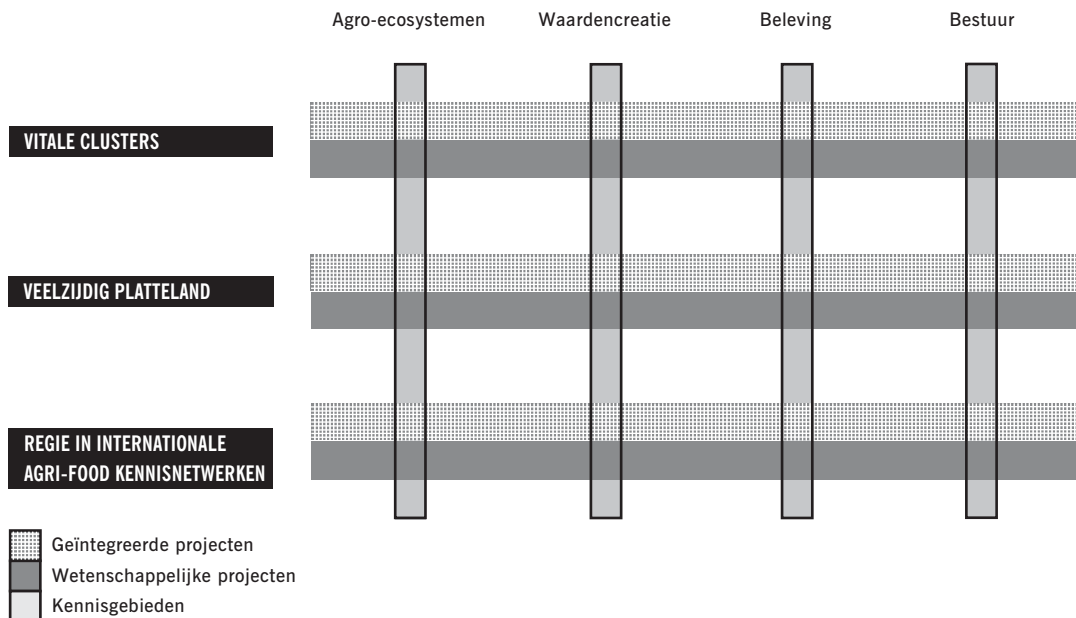 Agro-ecosystemen Waardencreatie Beleving Bestuur
VITALE CLUSTERS
VEELZIJDIG PLATTELAND
REGIE IN INTERNATIONALE
AGRI-FOOD KENNISNETWERKEN
Geïntegreerde projecten
Wetenschappelijke projecten
Kennisgebieden